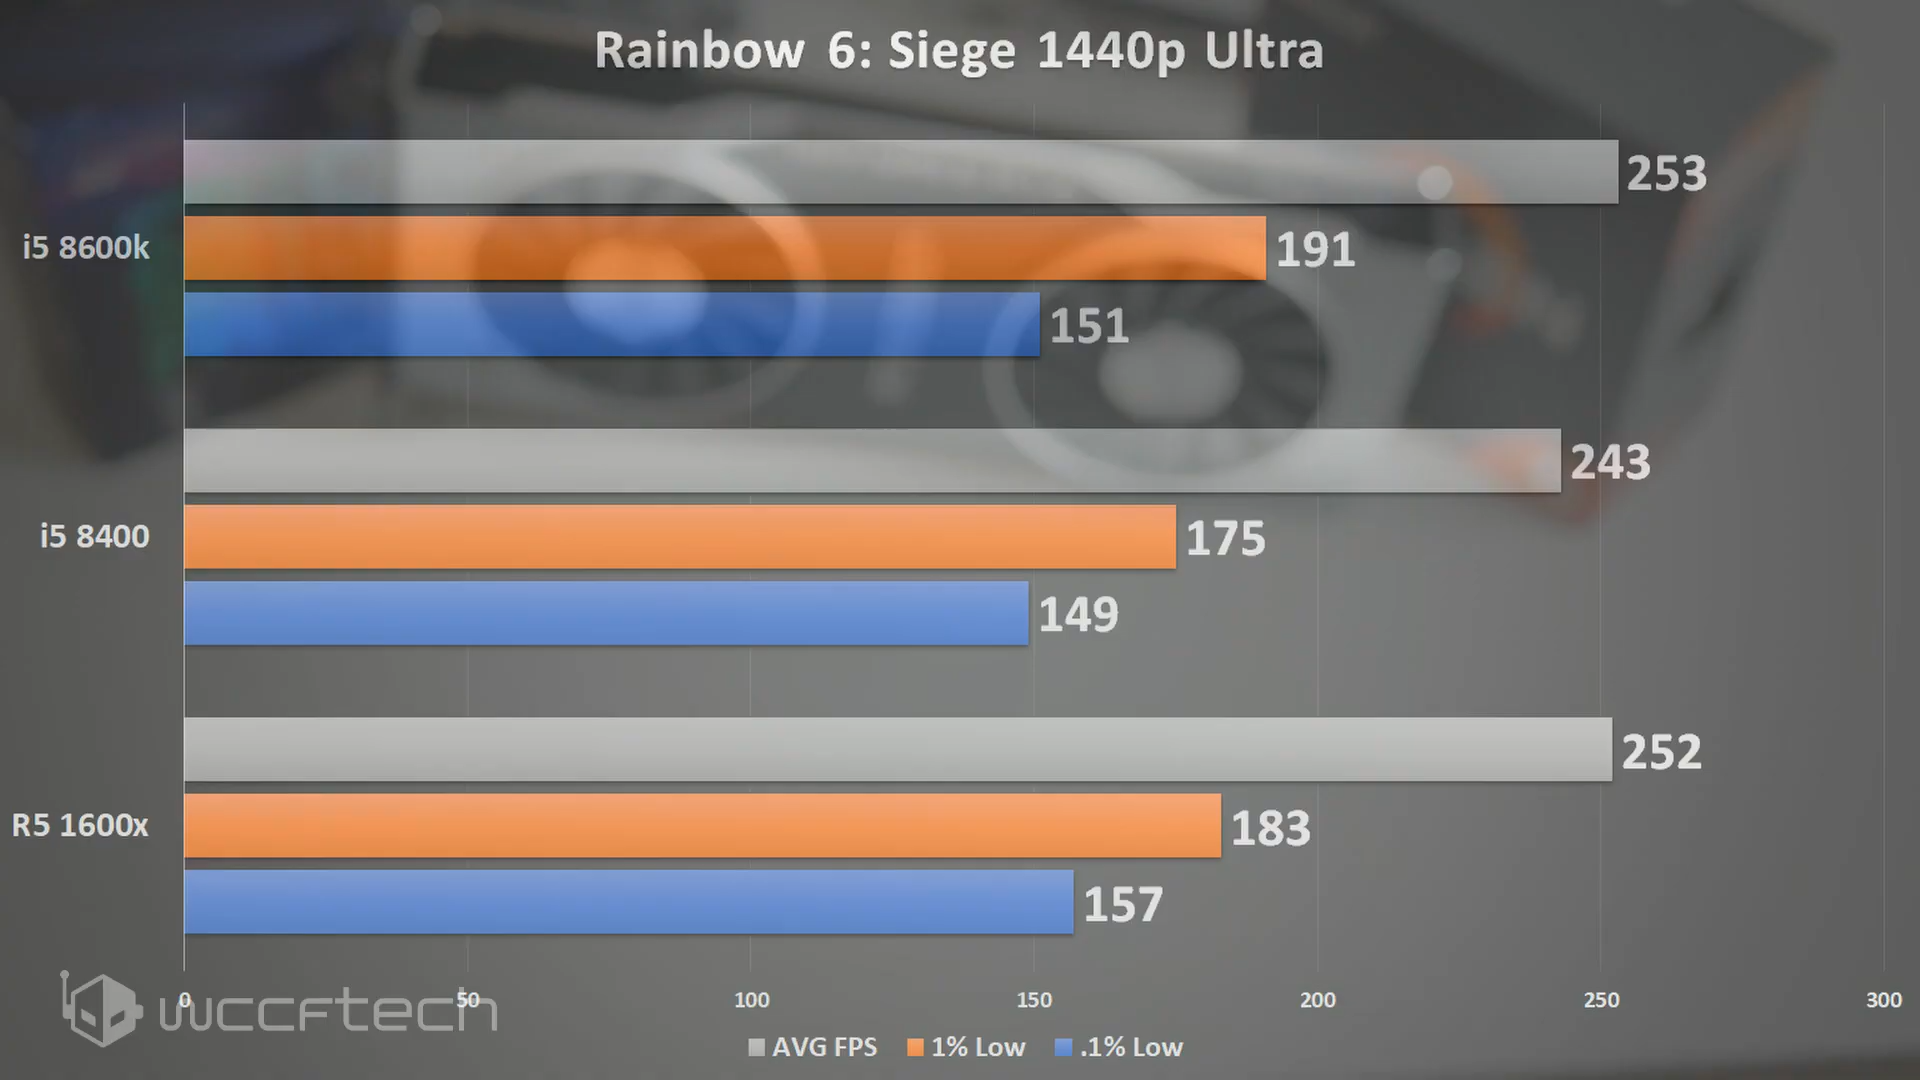 Rainbow 6: Siege 1440p Ultra
253
i5 8600k
191
151
243
i5 8400
175
149
252
R5 1600x
183
157
0 50 100 150 200 250 300
wccftech
AVG FPS 1% Low .1% Low